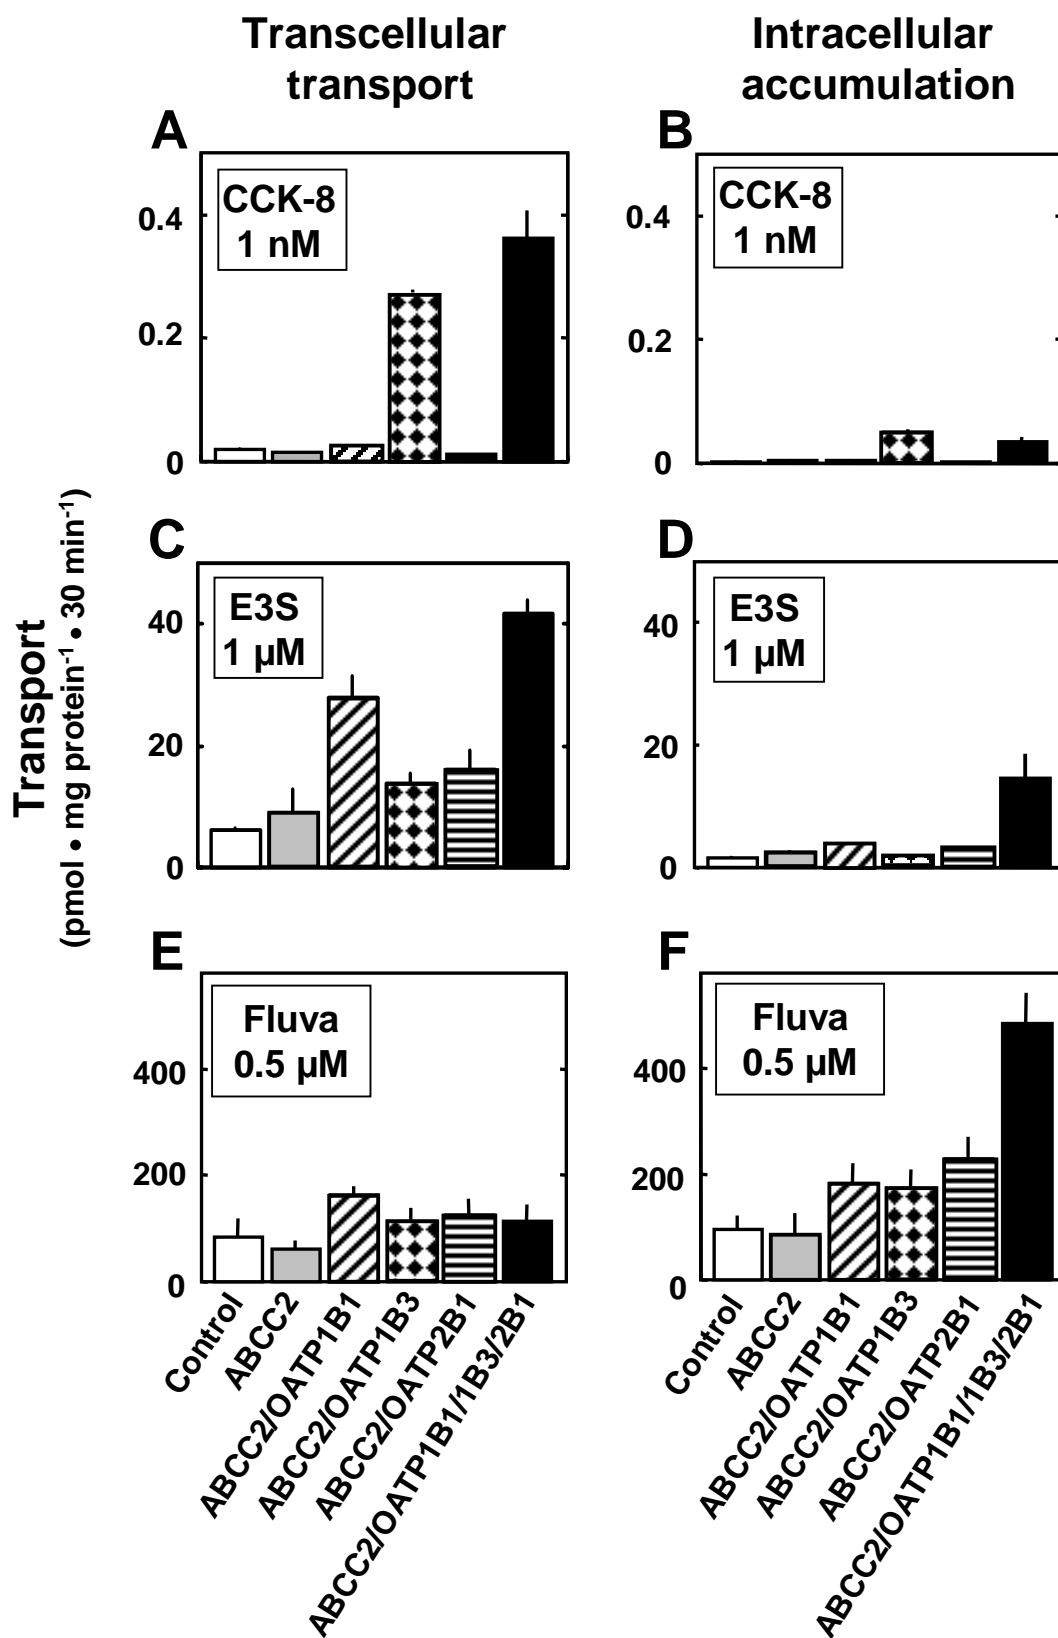 Transcellular
transport
Intracellular
accumulation
A
CCK-8
1 nM
0.4
0.2
0
B
CCK-8
1 nM
0.4
0.2
0
Transport
(pmol • mg protein⁻¹ • 30 min⁻¹)
C
E3S
1 µM
40
20
0
D
E3S
1 µM
40
20
0
E
Fluva
0.5 µM
400
200
0
F
Fluva
0.5 µM
400
200
0
Control
ABCC2
ABCC2/OATP1B1
ABCC2/OATP1B3
ABCC2/OATP2B1
ABCC2/OATP1B1/1B3/2B1
Control
ABCC2
ABCC2/OATP1B1
ABCC2/OATP1B3
ABCC2/OATP2B1
ABCC2/OATP1B1/1B3/2B1